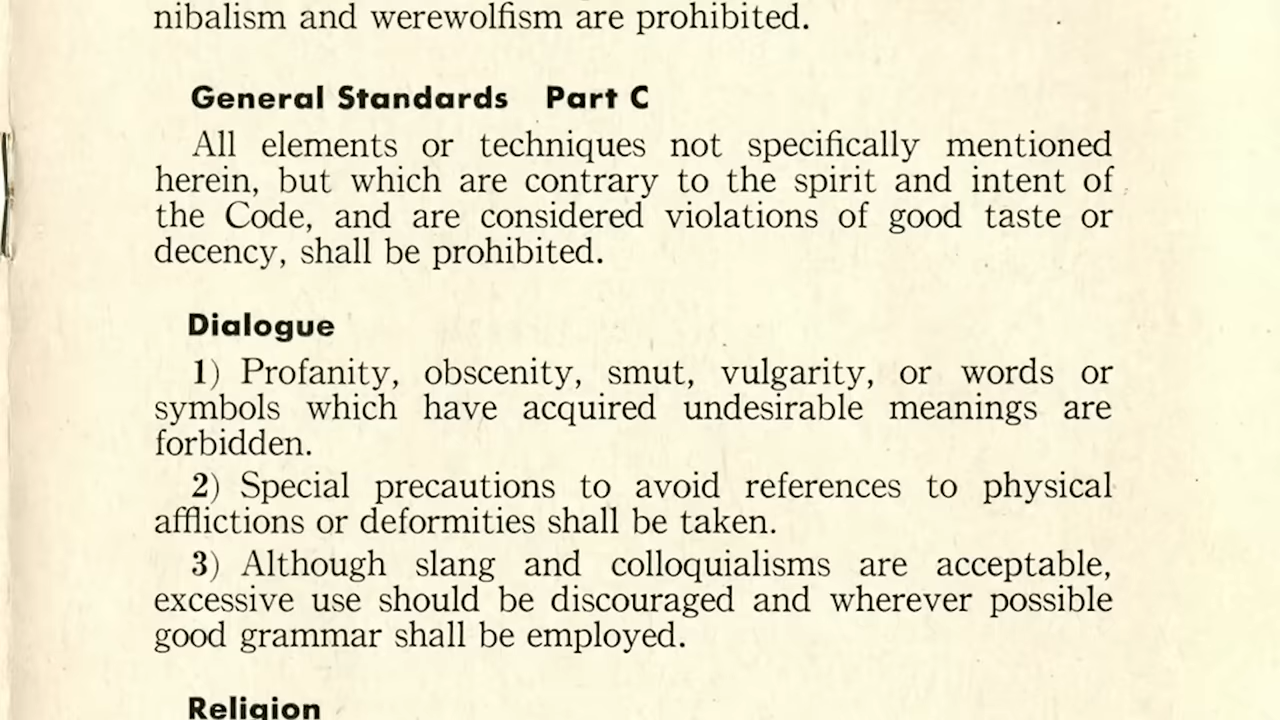 nibalism and werewolfism are prohibited.
General Standards Part C
All elements or techniques not specifically mentioned
herein, but which are contrary to the spirit and intent of
the Code, and are considered violations of good taste or
decency, shall be prohibited.
Dialogue
1) Profanity, obscenity, smut, vulgarity, or words or
symbols which have acquired undesirable meanings are
forbidden.
2) Special precautions to avoid references to physical
afflictions or deformities shall be taken.
3) Although slang and colloquialisms are acceptable,
excessive use should be discouraged and wherever possible
good grammar shall be employed.
Religion